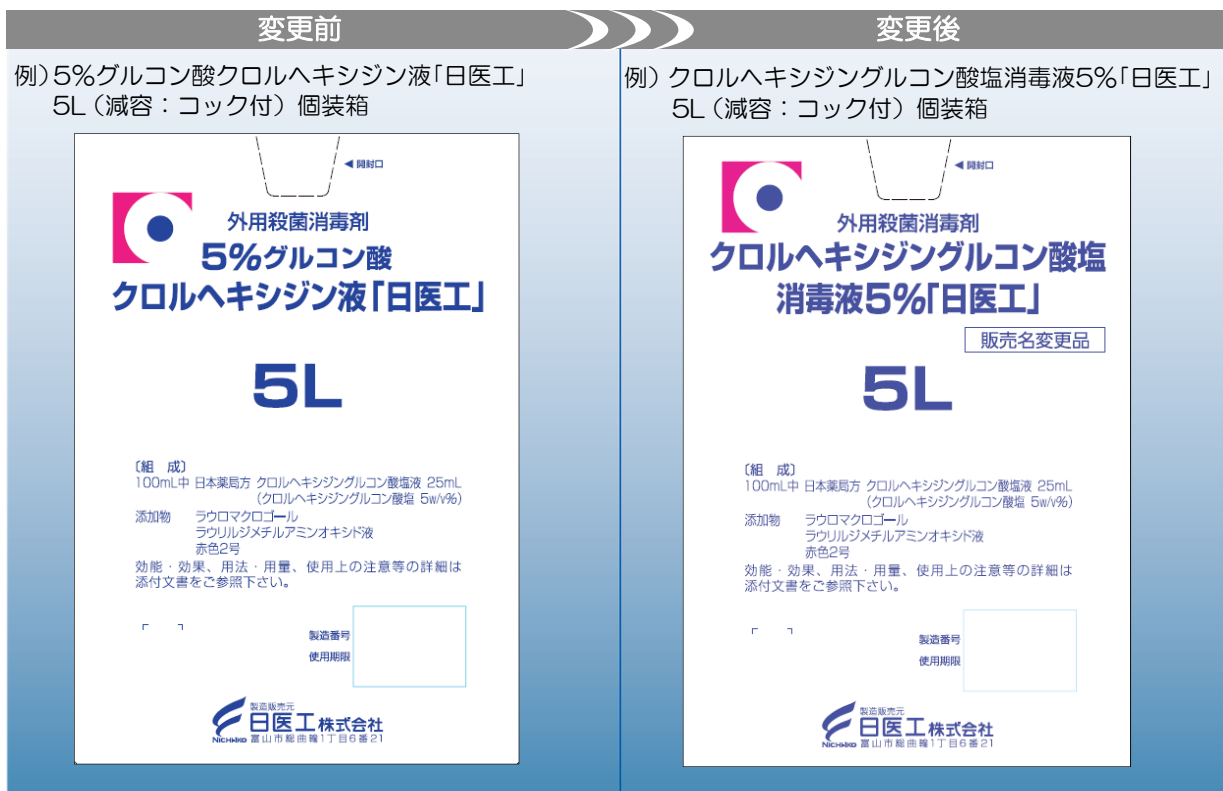 変更前
変更後
例）5％グルコン酸クロルヘキシジン液「日医工」
5L（減容：コック付）個装箱
◀開封口
外用殺菌消毒剤
5％グルコン酸
クロルヘキシジン液「日医工」
5L
〔組　成〕
100mL中 日本薬局方 クロルヘキシジングルコン酸塩液 25mL
（クロルヘキシジングルコン酸塩 5w/v％）
添加物　ラウロマクロゴール
ラウリルジメチルアミンオキシド液
赤色2号
効能・効果、用法・用量、使用上の注意等の詳細は
添付文書をご参照下さい。
製造番号
使用期限
製造販売元
日医工株式会社
NICHI-IKO 富山市総曲輪1丁目6番21
例）クロルヘキシジングルコン酸塩消毒液5％「日医工」
5L（減容：コック付）個装箱
◀開封口
外用殺菌消毒剤
クロルヘキシジングルコン酸塩
消毒液5％「日医工」
販売名変更品
5L
〔組　成〕
100mL中 日本薬局方 クロルヘキシジングルコン酸塩液 25mL
（クロルヘキシジングルコン酸塩 5w/v％）
添加物　ラウロマクロゴール
ラウリルジメチルアミンオキシド液
赤色2号
効能・効果、用法・用量、使用上の注意等の詳細は
添付文書をご参照下さい。
製造番号
使用期限
製造販売元
日医工株式会社
NICHI-IKO 富山市総曲輪1丁目6番21